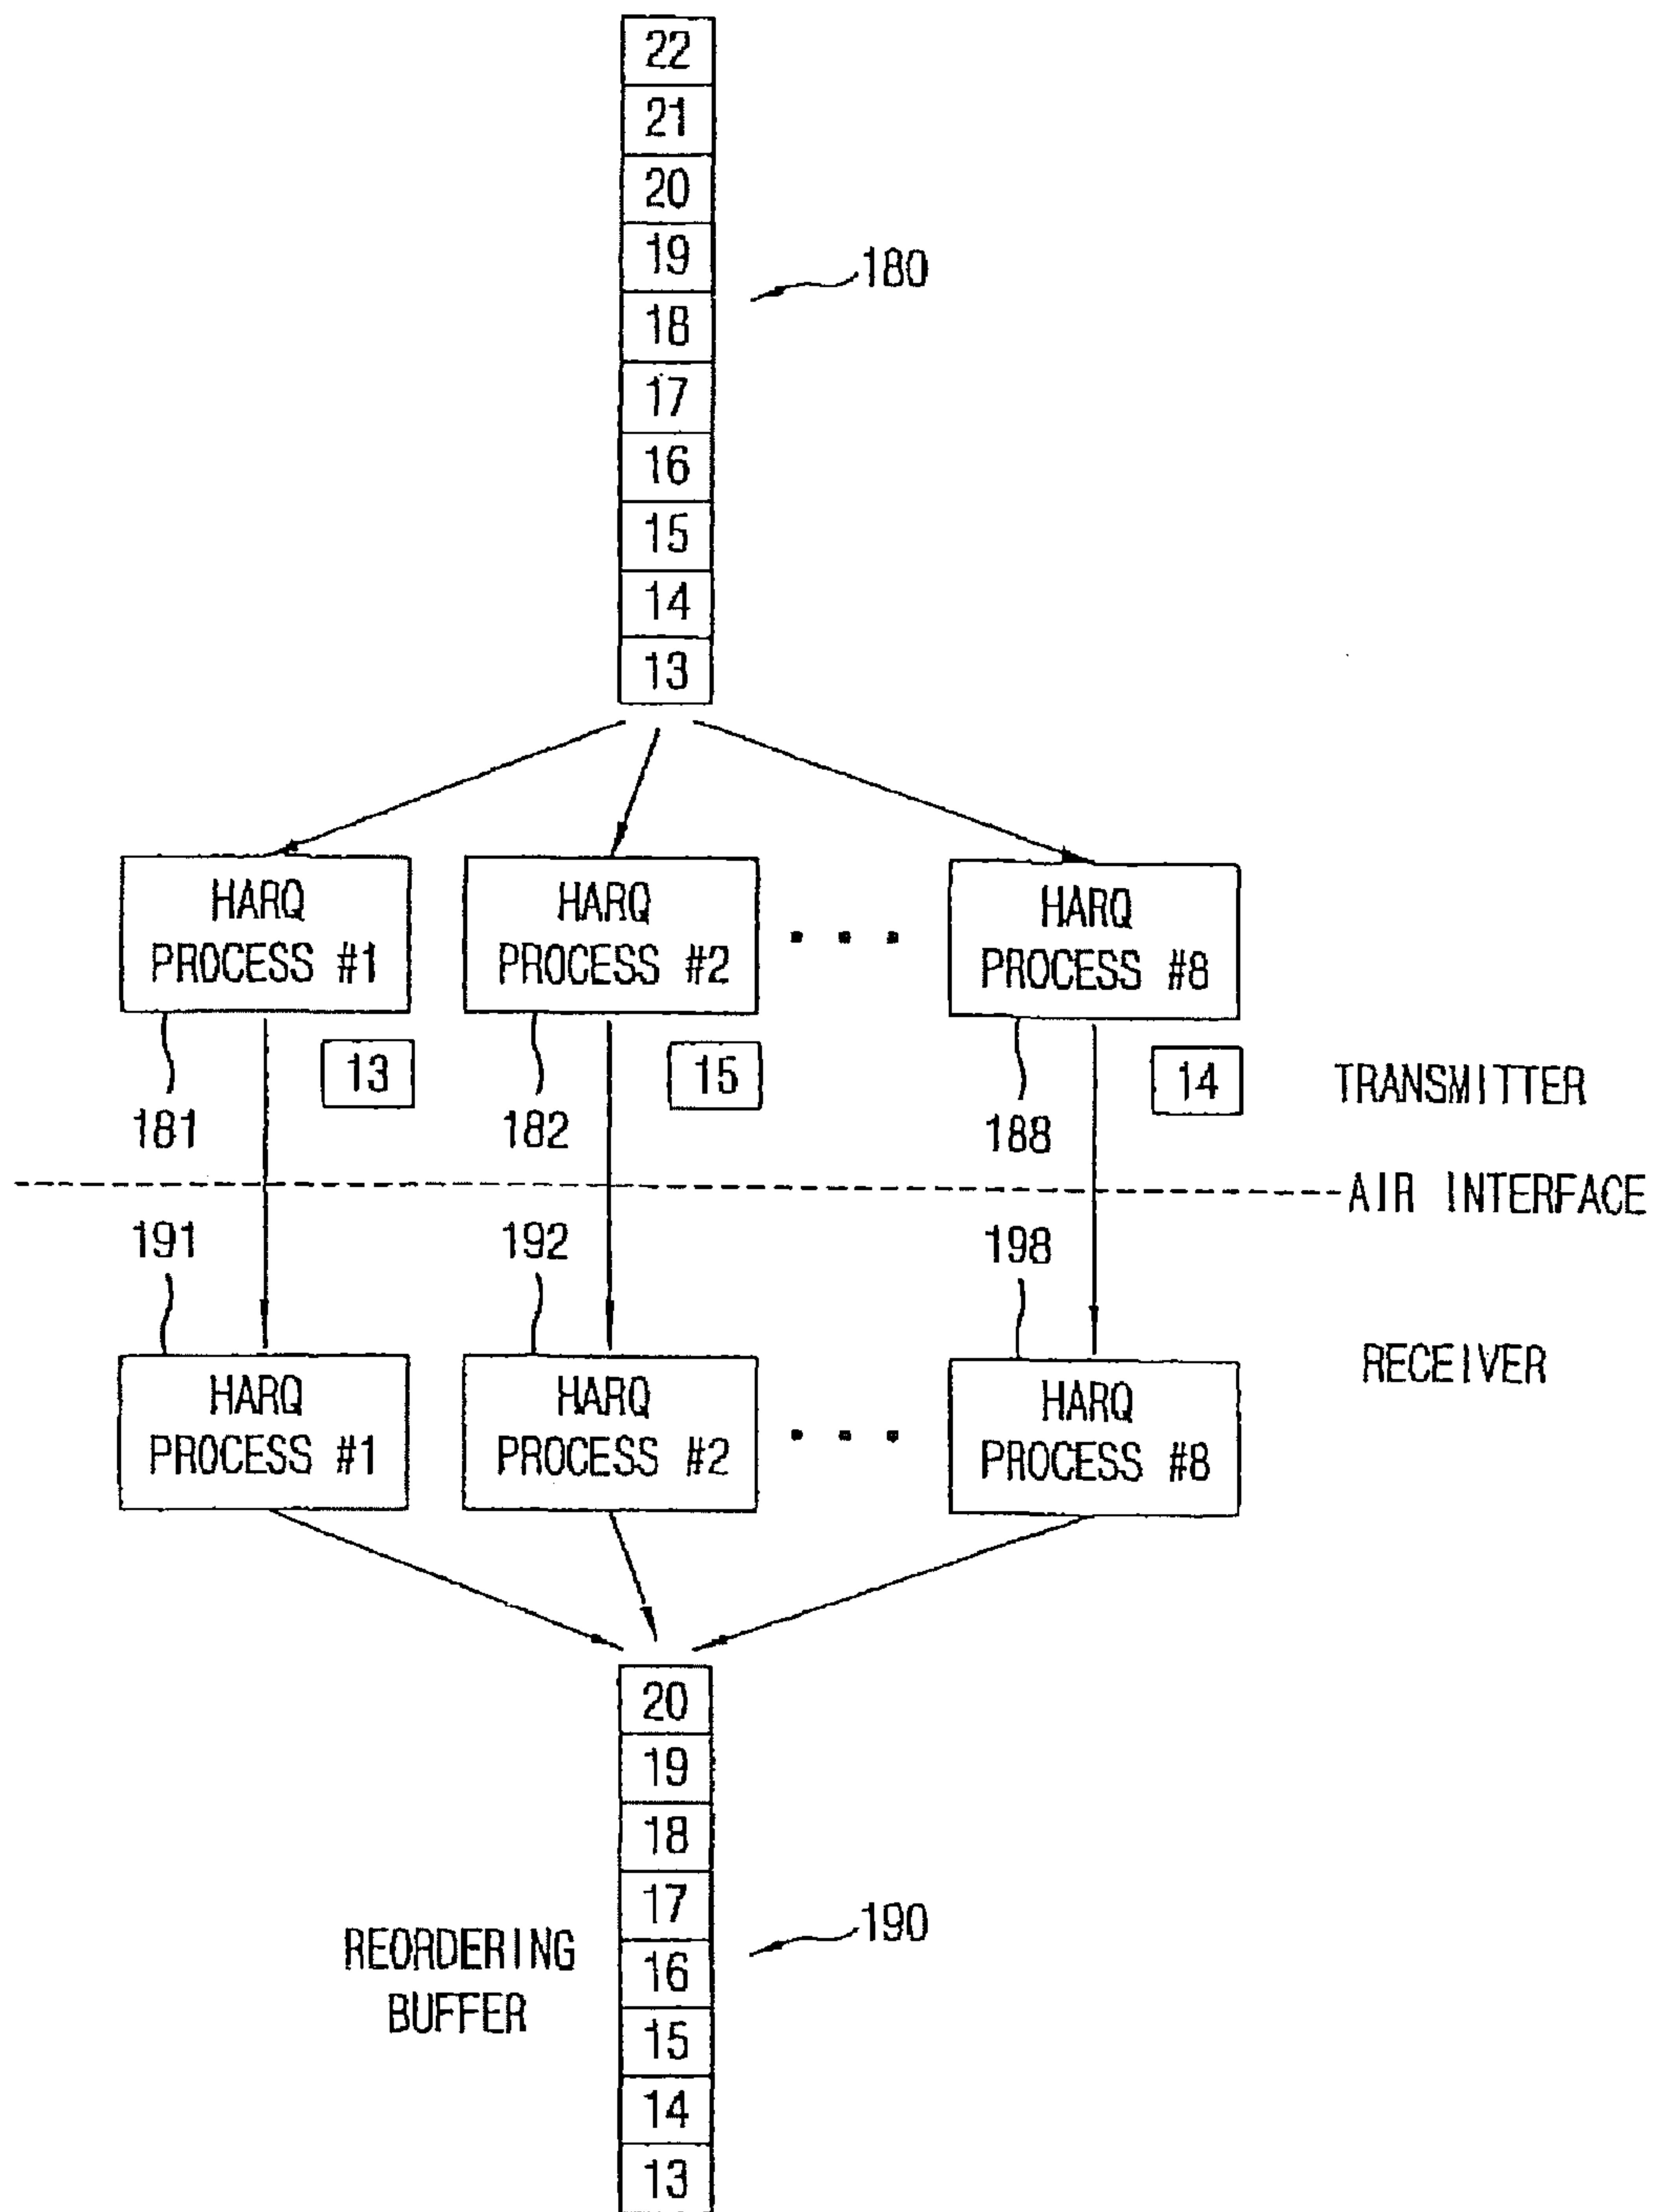 22
21
20
19
180
18
17
16
15
14
13
HARQ
PROCESS #1
HARQ
PROCESS #2
HARQ
PROCESS #8
13
15
14
TRANSMITTER
181
182
188
AIR INTERFACE
191
192
198
RECEIVER
HARQ
PROCESS #1
HARQ
PROCESS #2
HARQ
PROCESS #8
20
19
18
17
190
REORDERING
BUFFER
16
15
14
13